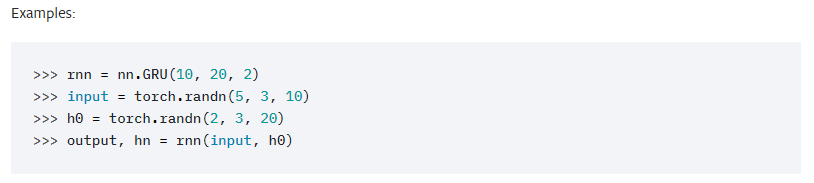 Examples:
>>> rnn = nn.GRU(10, 20, 2)
>>> input = torch.randn(5, 3, 10)
>>> h0 = torch.randn(2, 3, 20)
>>> output, hn = rnn(input, h0)